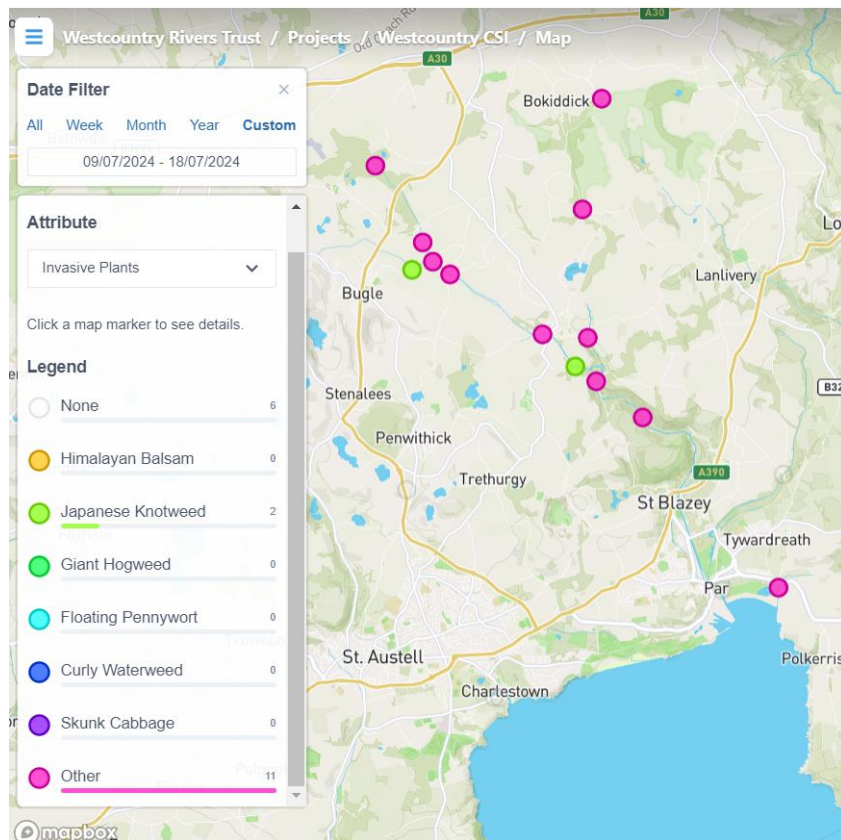 Westcountry Rivers Trust / Projects / Westcountry CSI / Map
A30
A30
Date Filter
×
All Week Month Year Custom
09/07/2024 - 18/07/2024
Attribute
Invasive Plants
Click a map marker to see details.
Legend
None 6
Himalayan Balsam 0
Japanese Knotweed 2
Giant Hogweed 0
Floating Pennywort 0
Curly Waterweed 0
Skunk Cabbage 0
Other 11
Bokiddick
Lo
Lanlivery
Bugle
B32
Stenalees
Penwithick
Trethurgy
A390
St Blazey
Tywardreath
Par
St. Austell
Polkerris
Charlestown
mapbox